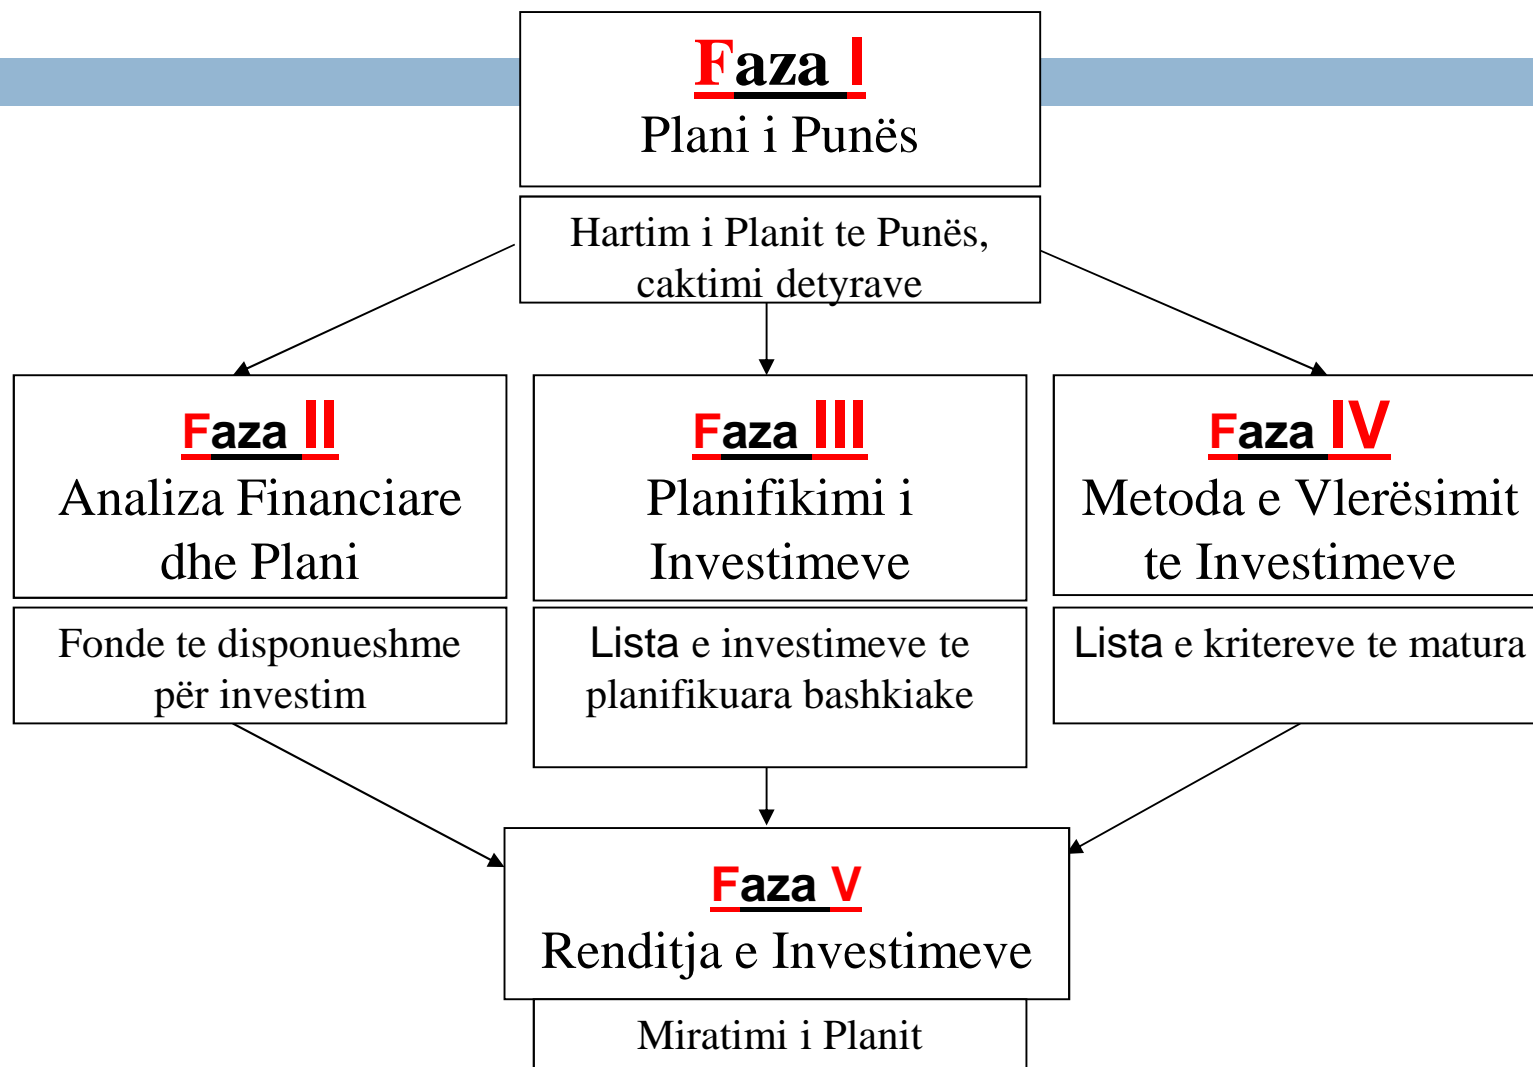 Faza I
Plani i Punës
Hartim i Planit te Punës,
caktimi detyrave
Faza II
Analiza Financiare
dhe Plani
Fonde te disponueshme
për investim
Faza III
Planifikimi i
Investimeve
Lista e investimeve te
planifikuara bashkiake
Faza IV
Metoda e Vlerësimit
te Investimeve
Lista e kritereve te matura
Faza V
Renditja e Investimeve
Miratimi i Planit